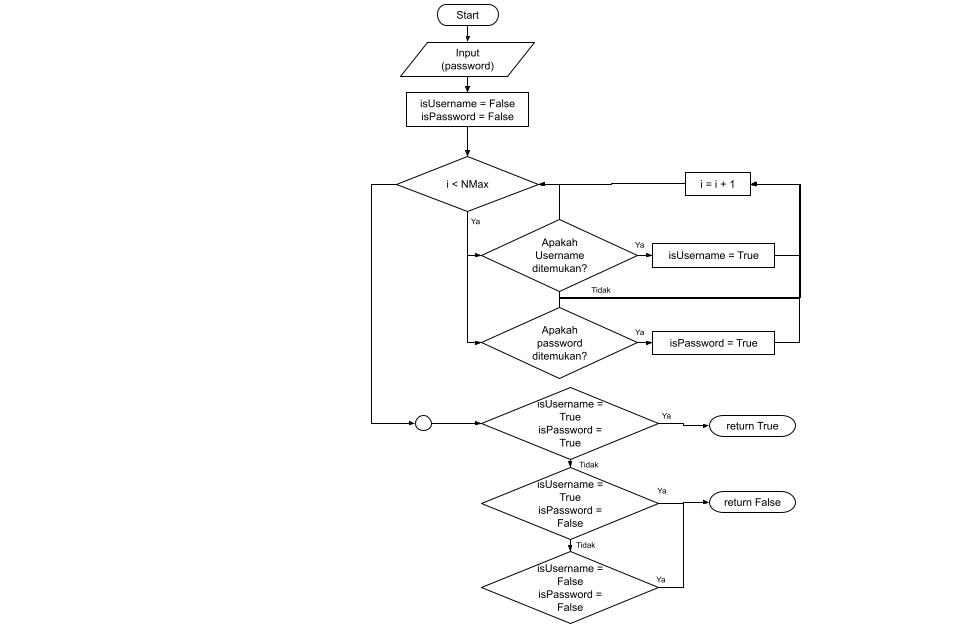 Start
Input
(password)
isUsername = False
isPassword = False
i < NMax
i = i + 1
Ya
Apakah
Username
ditemukan?
Ya
isUsername = True
Tidak
Apakah
password
ditemukan?
Ya
isPassword = True
isUsername =
True
isPassword =
True
Ya
return True
Tidak
isUsername =
True
isPassword =
False
Ya
return False
Tidak
isUsername =
False
isPassword =
False
Ya